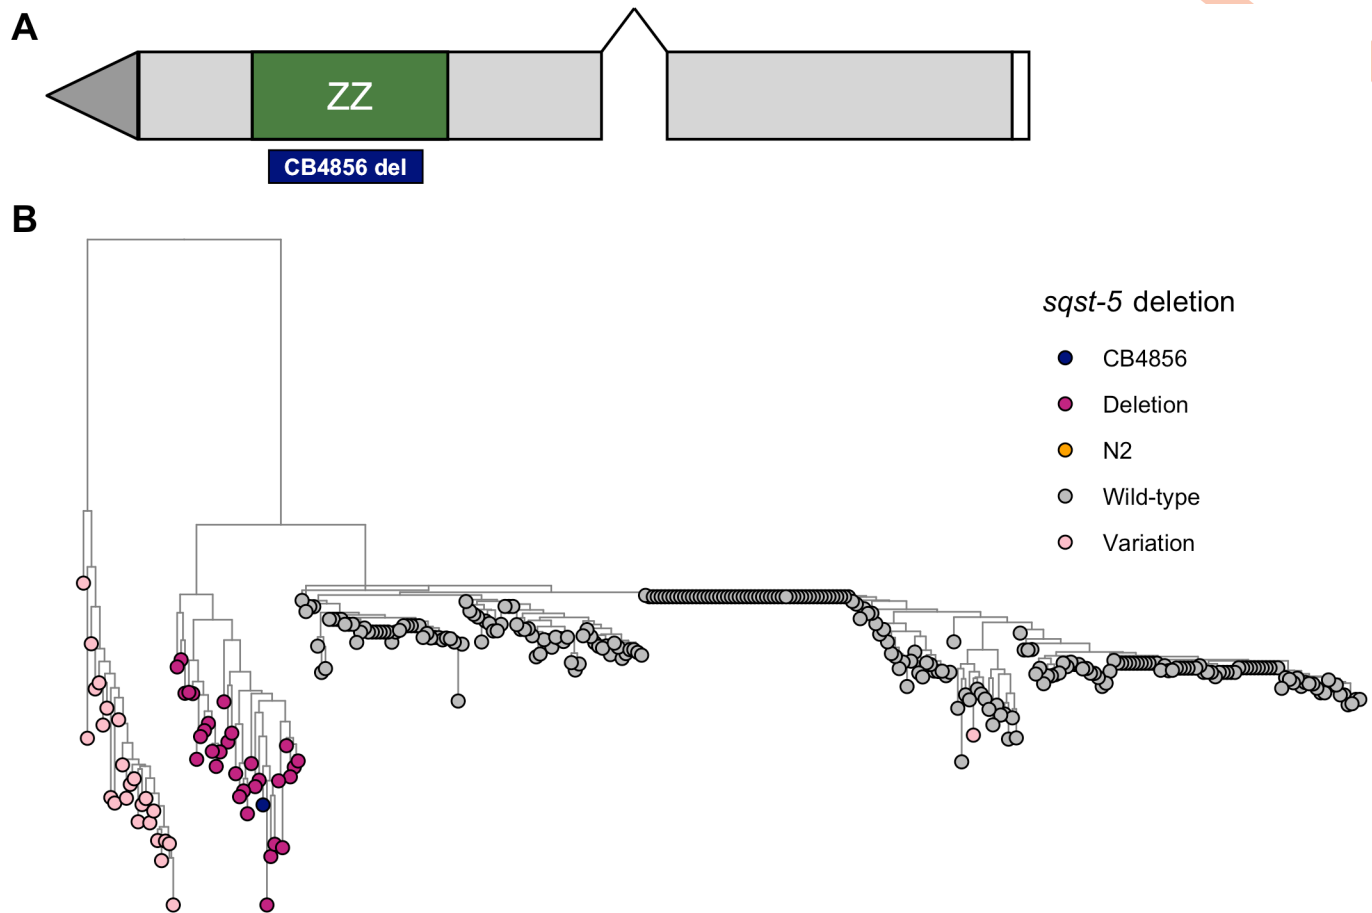 A
ZZ
CB4856 del
B
sqst-5 deletion
CB4856
Deletion
N2
Wild-type
Variation